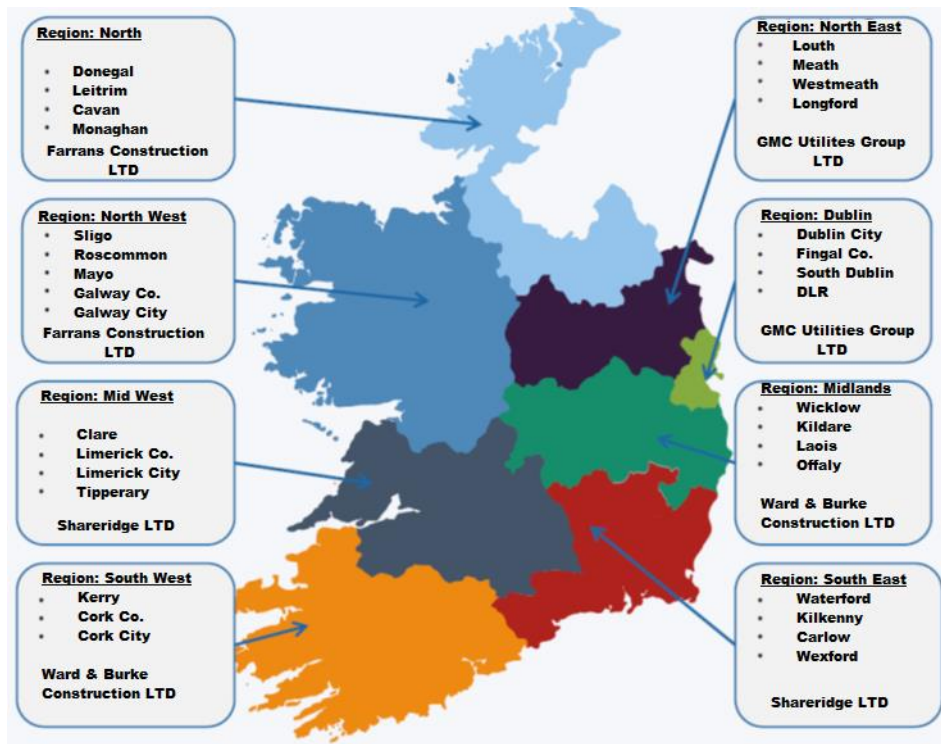 Region: North
Donegal
Leitrim
Cavan
Monaghan
Farrans Construction
LTD
Region: North West
Sligo
Roscommon
Mayo
Galway Co.
Galway City
Farrans Construction
LTD
Region: Mid West
Clare
Limerick Co.
Limerick City
Tipperary
Shareridge LTD
Region: South West
Kerry
Cork Co.
Cork City
Ward & Burke
Construction LTD
Region: North East
Louth
Meath
Westmeath
Longford
GMC Utilites Group
LTD
Region: Dublin
Dublin City
Fingal Co.
South Dublin
DLR
GMC Utilities Group
LTD
Region: Midlands
Wicklow
Kildare
Laois
Offaly
Ward & Burke
Construction LTD
Region: South East
Waterford
Kilkenny
Carlow
Wexford
Shareridge LTD